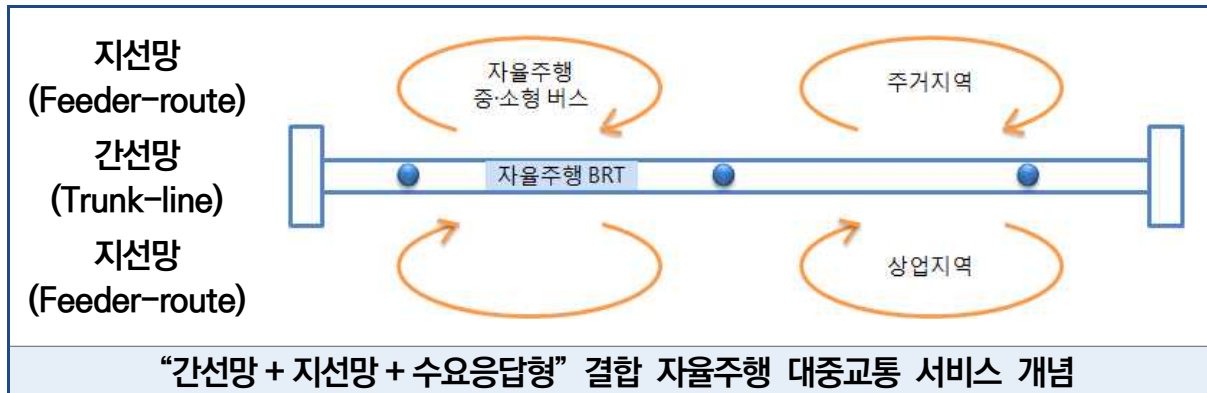 지선망
(Feeder-route)
간선망
(Trunk-line)
지선망
(Feeder-route)
자율주행
중·소형 버스
주거지역
자율주행 BRT
상업지역
“간선망 + 지선망 + 수요응답형” 결합 자율주행 대중교통 서비스 개념